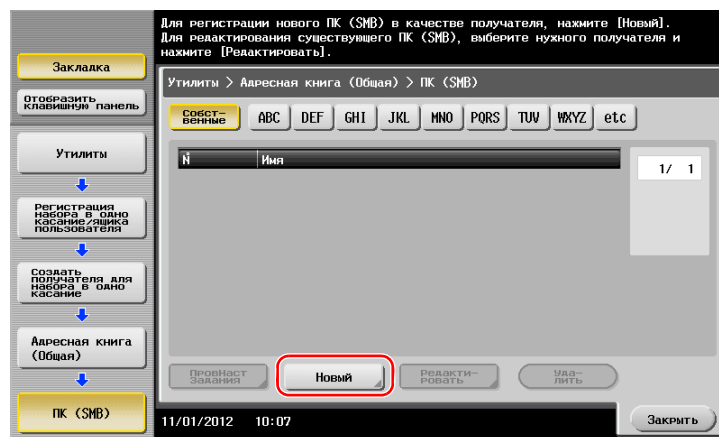 Для регистрации нового ПК (SMB) в качестве получателя, нажмите [Новый].
Для редактирования существующего ПК (SMB), выберите нужного получателя и
нажмите [Редактировать].
Закладка
Отобразить
клавишную панель
Утилиты
Регистрация
набора в одно
касание/ящика
пользователя
Создать
получателя для
набора в одно
касание
Адресная книга
(Общая)
ПК (SMB)
Утилиты > Адресная книга (Общая) > ПК (SMB)
Собст-
венные
ABC
DEF
GHI
JKL
MNO
PQRS
TUV
WXYZ
etc
N Имя
1/ 1
ПровНаст
Задания
Новый
Редакти-
ровать
Уда-
лить
11/01/2012 10:07
Закрыть